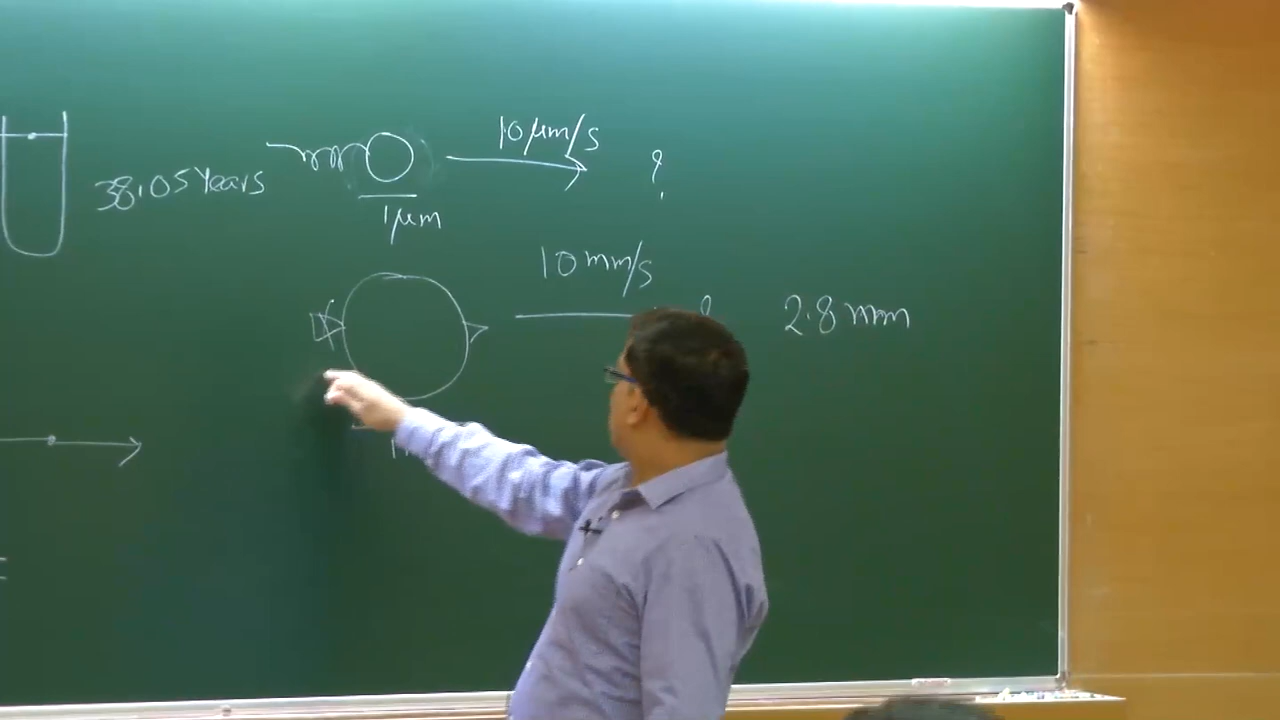 10 μm/s
38.05 Years
?
1 μm
10 mm/s
2.8 mm